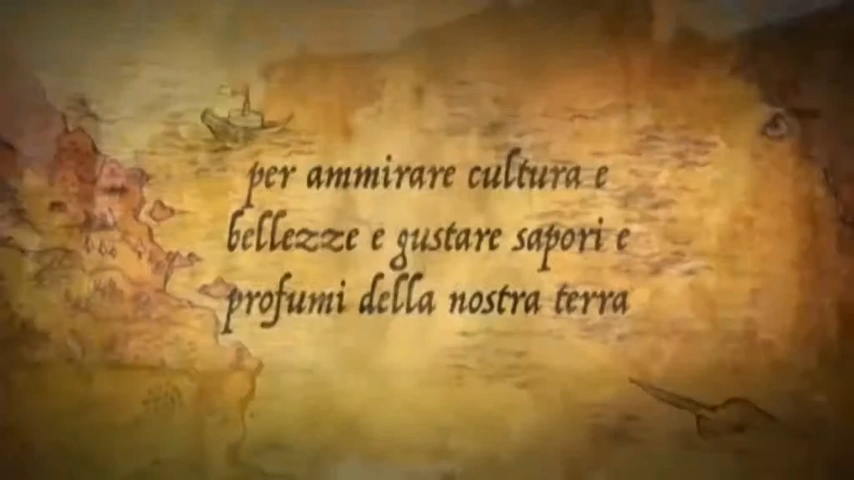 per ammirare cultura e
bellezze e gustare sapori e
profumi della nostra terra